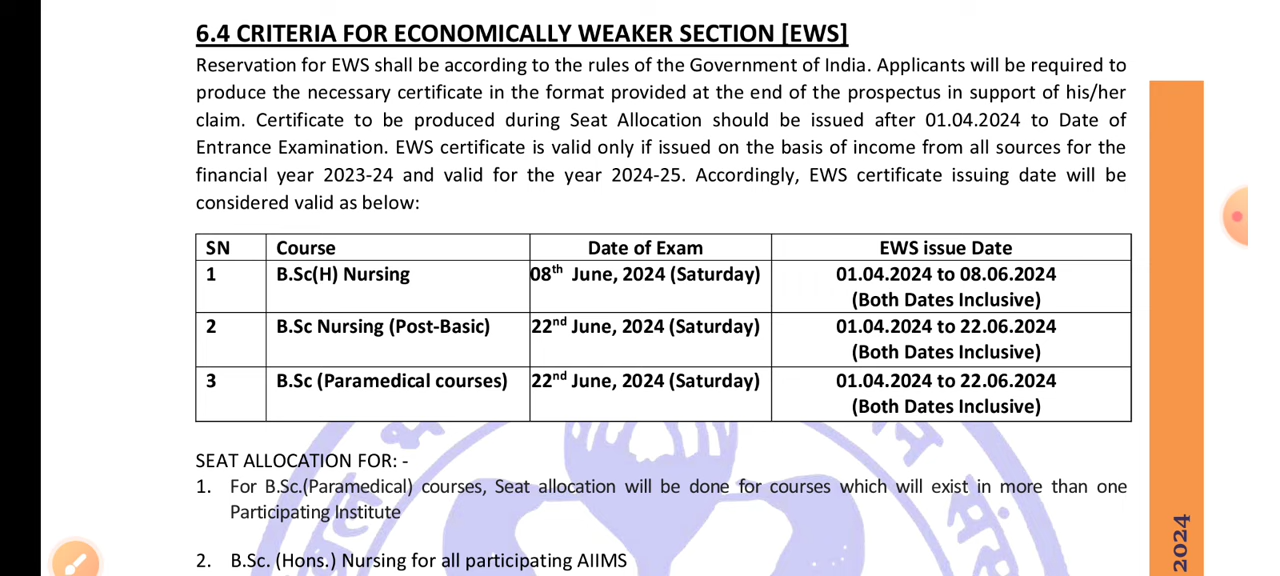 6.4 CRITERIA FOR ECONOMICALLY WEAKER SECTION [EWS]
Reservation for EWS shall be according to the rules of the Government of India. Applicants will be required to
produce the necessary certificate in the format provided at the end of the prospectus in support of his/her
claim. Certificate to be produced during Seat Allocation should be issued after 01.04.2024 to Date of
Entrance Examination. EWS certificate is valid only if issued on the basis of income from all sources for the
financial year 2023-24 and valid for the year 2024-25. Accordingly, EWS certificate issuing date will be
considered valid as below:
SN Course Date of Exam EWS issue Date
1 B.Sc(H) Nursing 08th June, 2024 (Saturday) 01.04.2024 to 08.06.2024
(Both Dates Inclusive)
2 B.Sc Nursing (Post-Basic) 22nd June, 2024 (Saturday) 01.04.2024 to 22.06.2024
(Both Dates Inclusive)
3 B.Sc (Paramedical courses) 22nd June, 2024 (Saturday) 01.04.2024 to 22.06.2024
(Both Dates Inclusive)
SEAT ALLOCATION FOR: -
1. For B.Sc.(Paramedical) courses, Seat allocation will be done for courses which will exist in more than one
Participating Institute
2. B.Sc. (Hons.) Nursing for all participating AIIMS
2024